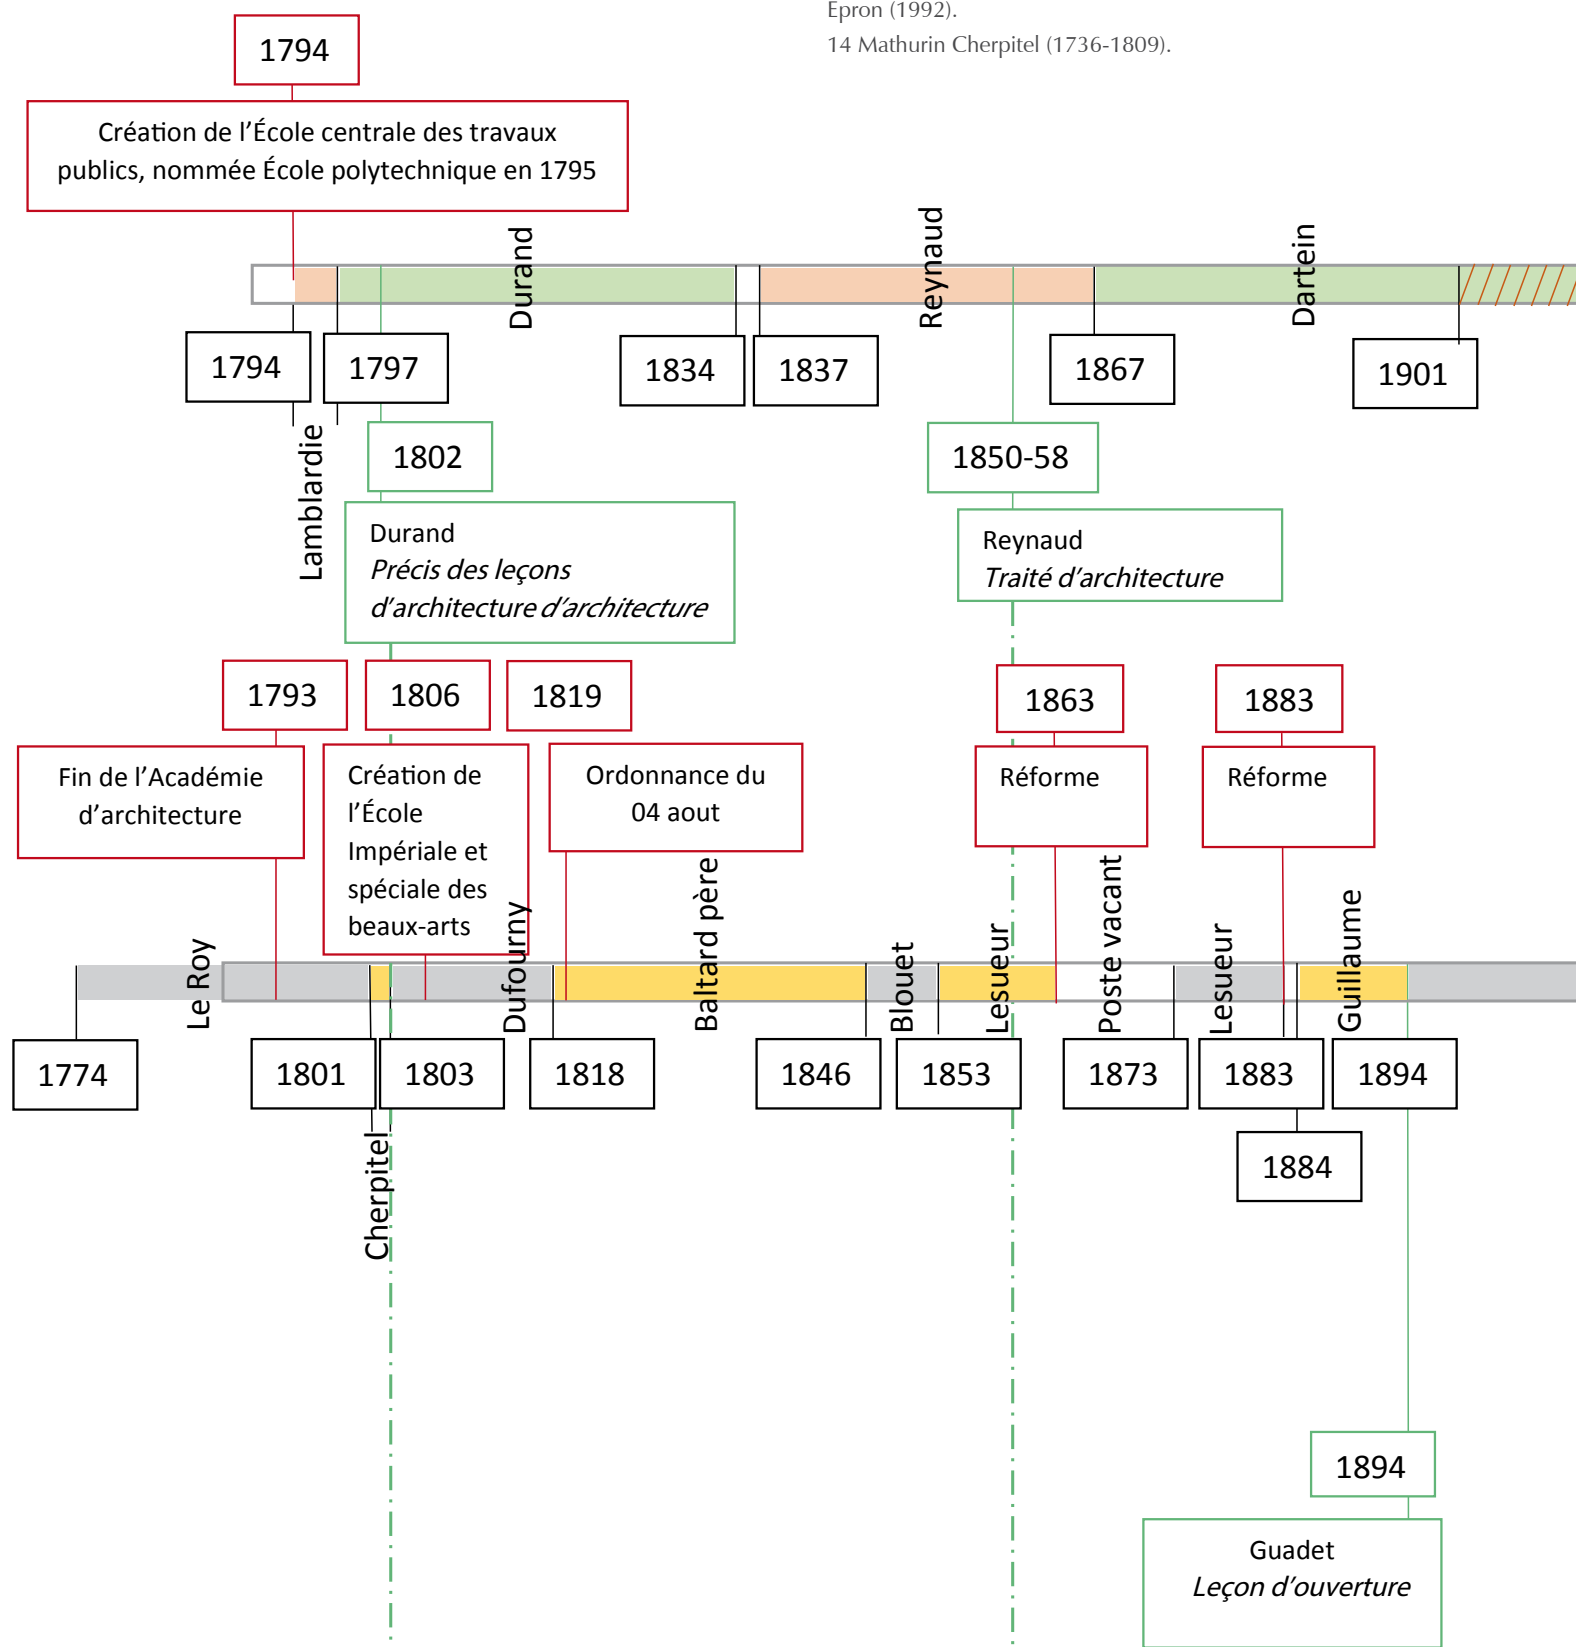 Epron (1992).
14 Mathurin Cherpitel (1736-1809).
1794
Création de l’École centrale des travaux
publics, nommée École polytechnique en 1795
Durand
Reynaud
Dartein
1794
1797
1834
1837
1867
1901
Lamblardie
1802
1850-58
Durand
Précis des leçons
d’architecture d’architecture
Reynaud
Traité d’architecture
1793
1806
1819
1863
1883
Fin de l’Académie
d’architecture
Création de
l’École
Impériale et
spéciale des
beaux-arts
Ordonnance du
04 aout
Réforme
Réforme
Le Roy
Dufourny
Baltard père
Blouet
Lesueur
Poste vacant
Lesueur
Guillaume
1774
1801
1803
1818
1846
1853
1873
1883
1894
Cherpitel
1884
1894
Guadet
Leçon d’ouverture